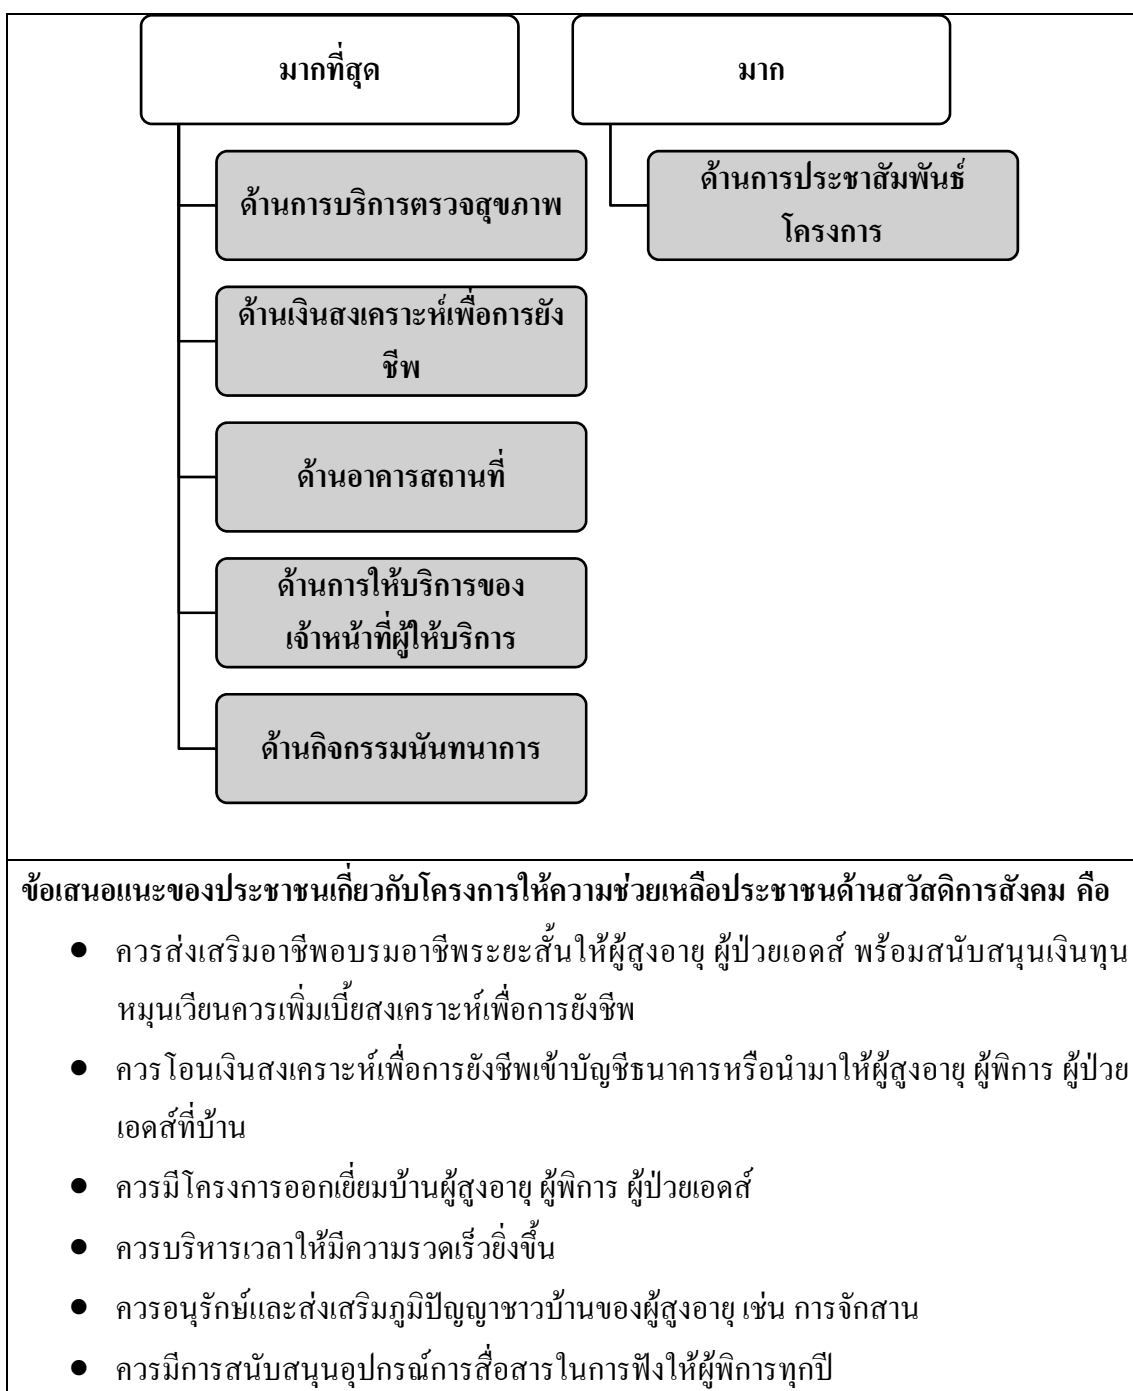 มากที่สุด
ด้านการบริการตรวจสุขภาพ
ด้านเงินสงเคราะห์เพื่อการยัง
ชีพ
ด้านอาคารสถานที่
ด้านการให้บริการของ
เจ้าหน้าที่ผู้ให้บริการ
ด้านกิจกรรมนันทนาการ
มาก
ด้านการประชาสัมพันธ์
โครงการ
ข้อเสนอแนะของประชาชนเกี่ยวกับโครงการให้ความช่วยเหลือประชาชนด้านสวัสดิการสังคม คือ
● ควรส่งเสริมอาชีพอบรมอาชีพระยะสั้นให้ผู้สูงอายุ ผู้ป่วยเอดส์ พร้อมสนับสนุนเงินทุน
หมุนเวียนควรเพิ่มเบี้ยสงเคราะห์เพื่อการยังชีพ
● ควรโอนเงินสงเคราะห์เพื่อการยังชีพเข้าบัญชีธนาคารหรือนำมาให้ผู้สูงอายุ ผู้พิการ ผู้ป่วย
เอดส์ที่บ้าน
● ควรมีโครงการออกเยี่ยมบ้านผู้สูงอายุ ผู้พิการ ผู้ป่วยเอดส์
● ควรบริหารเวลาให้มีความรวดเร็วยิ่งขึ้น
● ควรอนุรักษ์และส่งเสริมภูมิปัญญาชาวบ้านของผู้สูงอายุ เช่น การจักสาน
● ควรมีการสนับสนุนอุปกรณ์การสื่อสารในการฟังให้ผู้พิการทุกปี